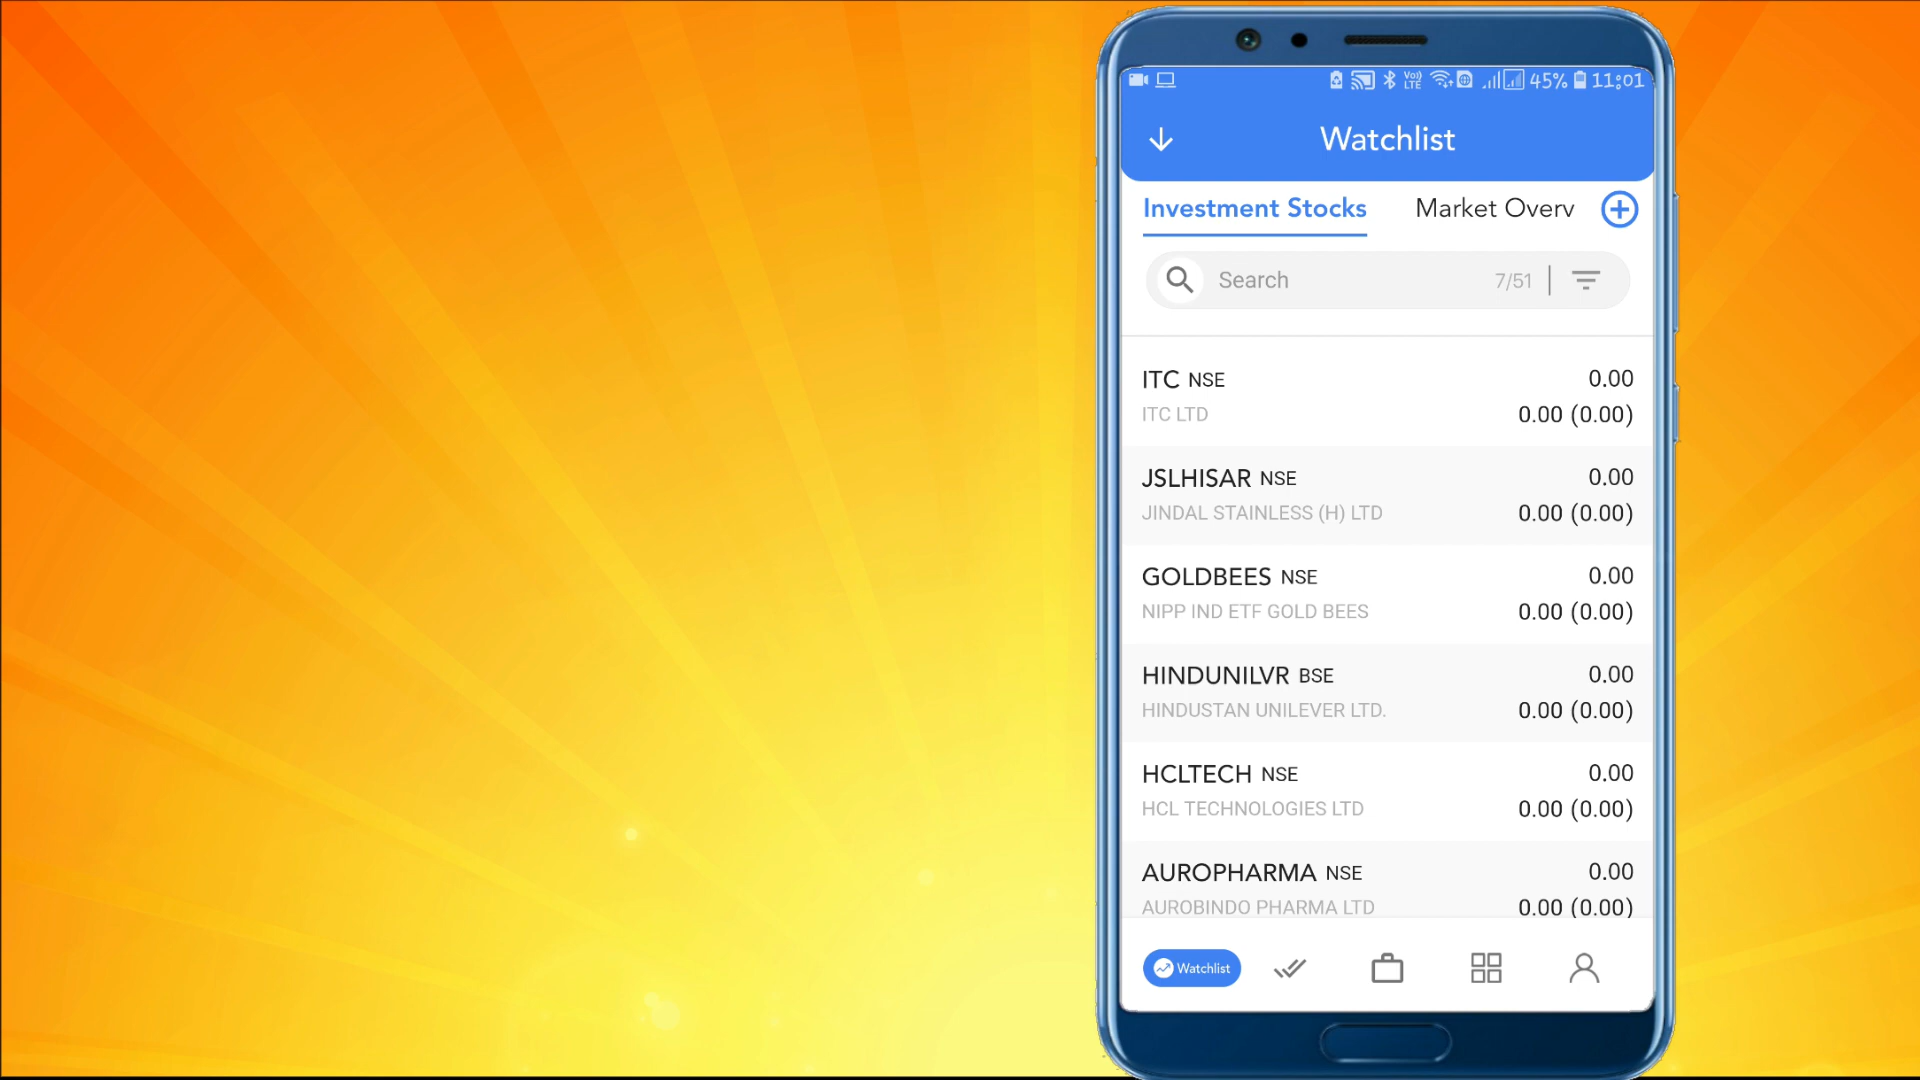 45% 11:01
Watchlist
Investment Stocks Market Overv
Search 7/51
ITC NSE 0.00
ITC LTD 0.00 (0.00)
JSLHISAR NSE 0.00
JINDAL STAINLESS (H) LTD 0.00 (0.00)
GOLDBEES NSE 0.00
NIPP IND ETF GOLD BEES 0.00 (0.00)
HINDUNILVR BSE 0.00
HINDUSTAN UNILEVER LTD. 0.00 (0.00)
HCLTECH NSE 0.00
HCL TECHNOLOGIES LTD 0.00 (0.00)
AUROPHARMA NSE 0.00
AUROBINDO PHARMA LTD 0.00 (0.00)
Watchlist